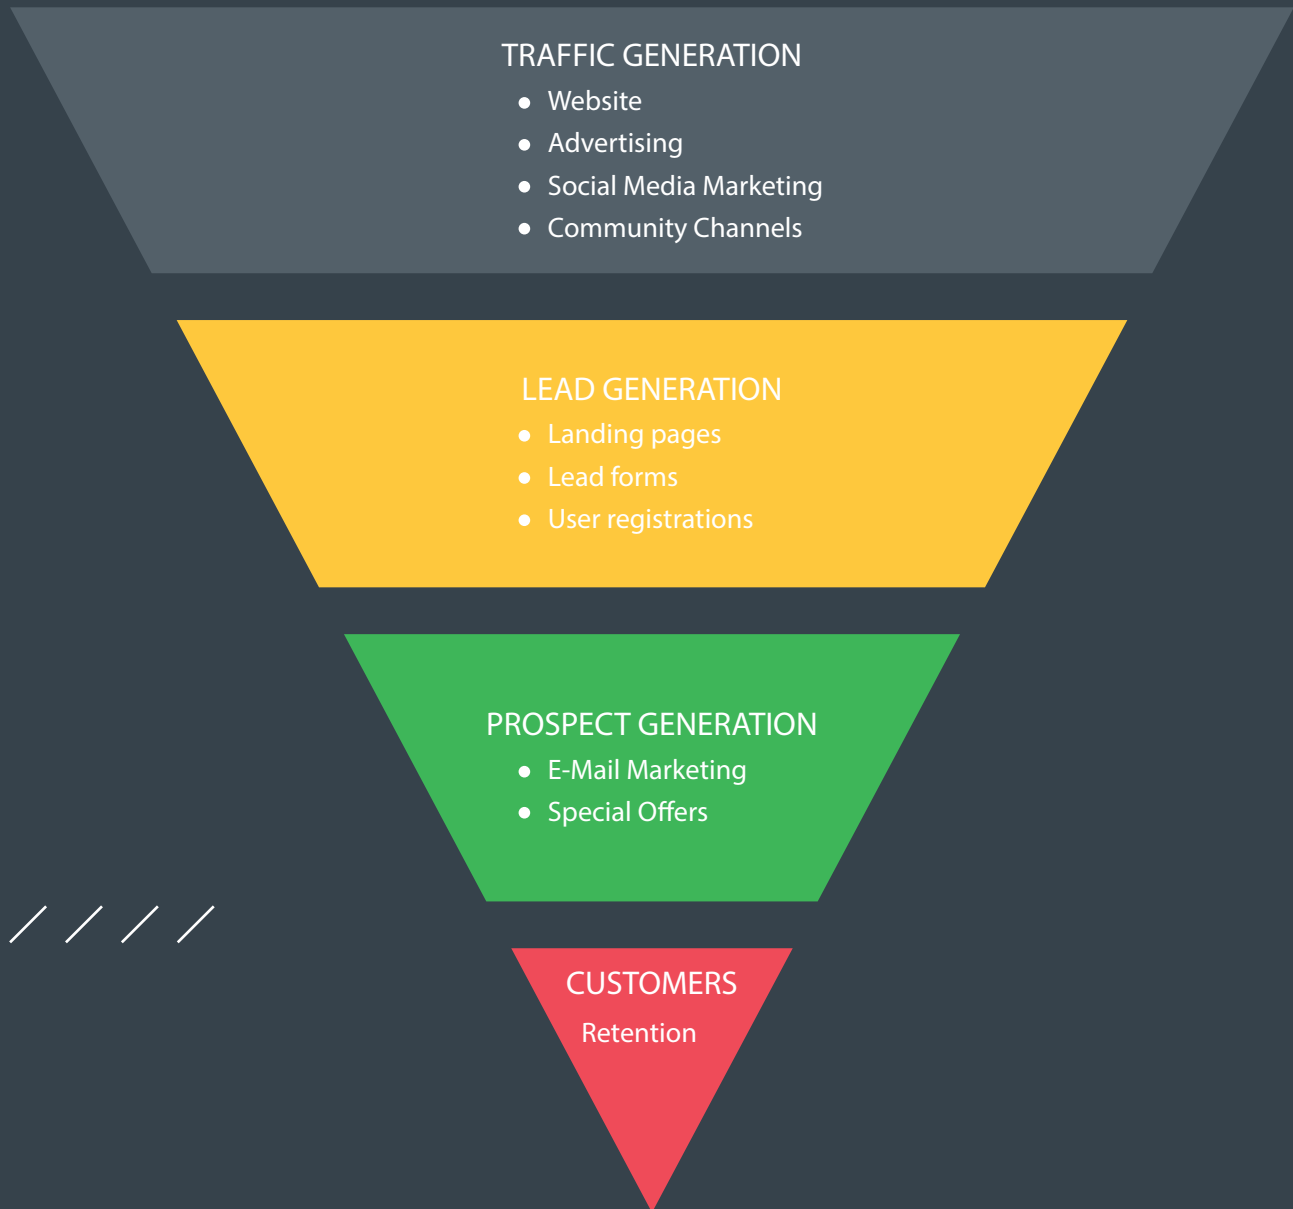 TRAFFIC GENERATION
● Website
● Advertising
● Social Media Marketing
● Community Channels
LEAD GENERATION
● Landing pages
● Lead forms
● User registrations
PROSPECT GENERATION
● E-Mail Marketing
● Special Offers
CUSTOMERS
Retention